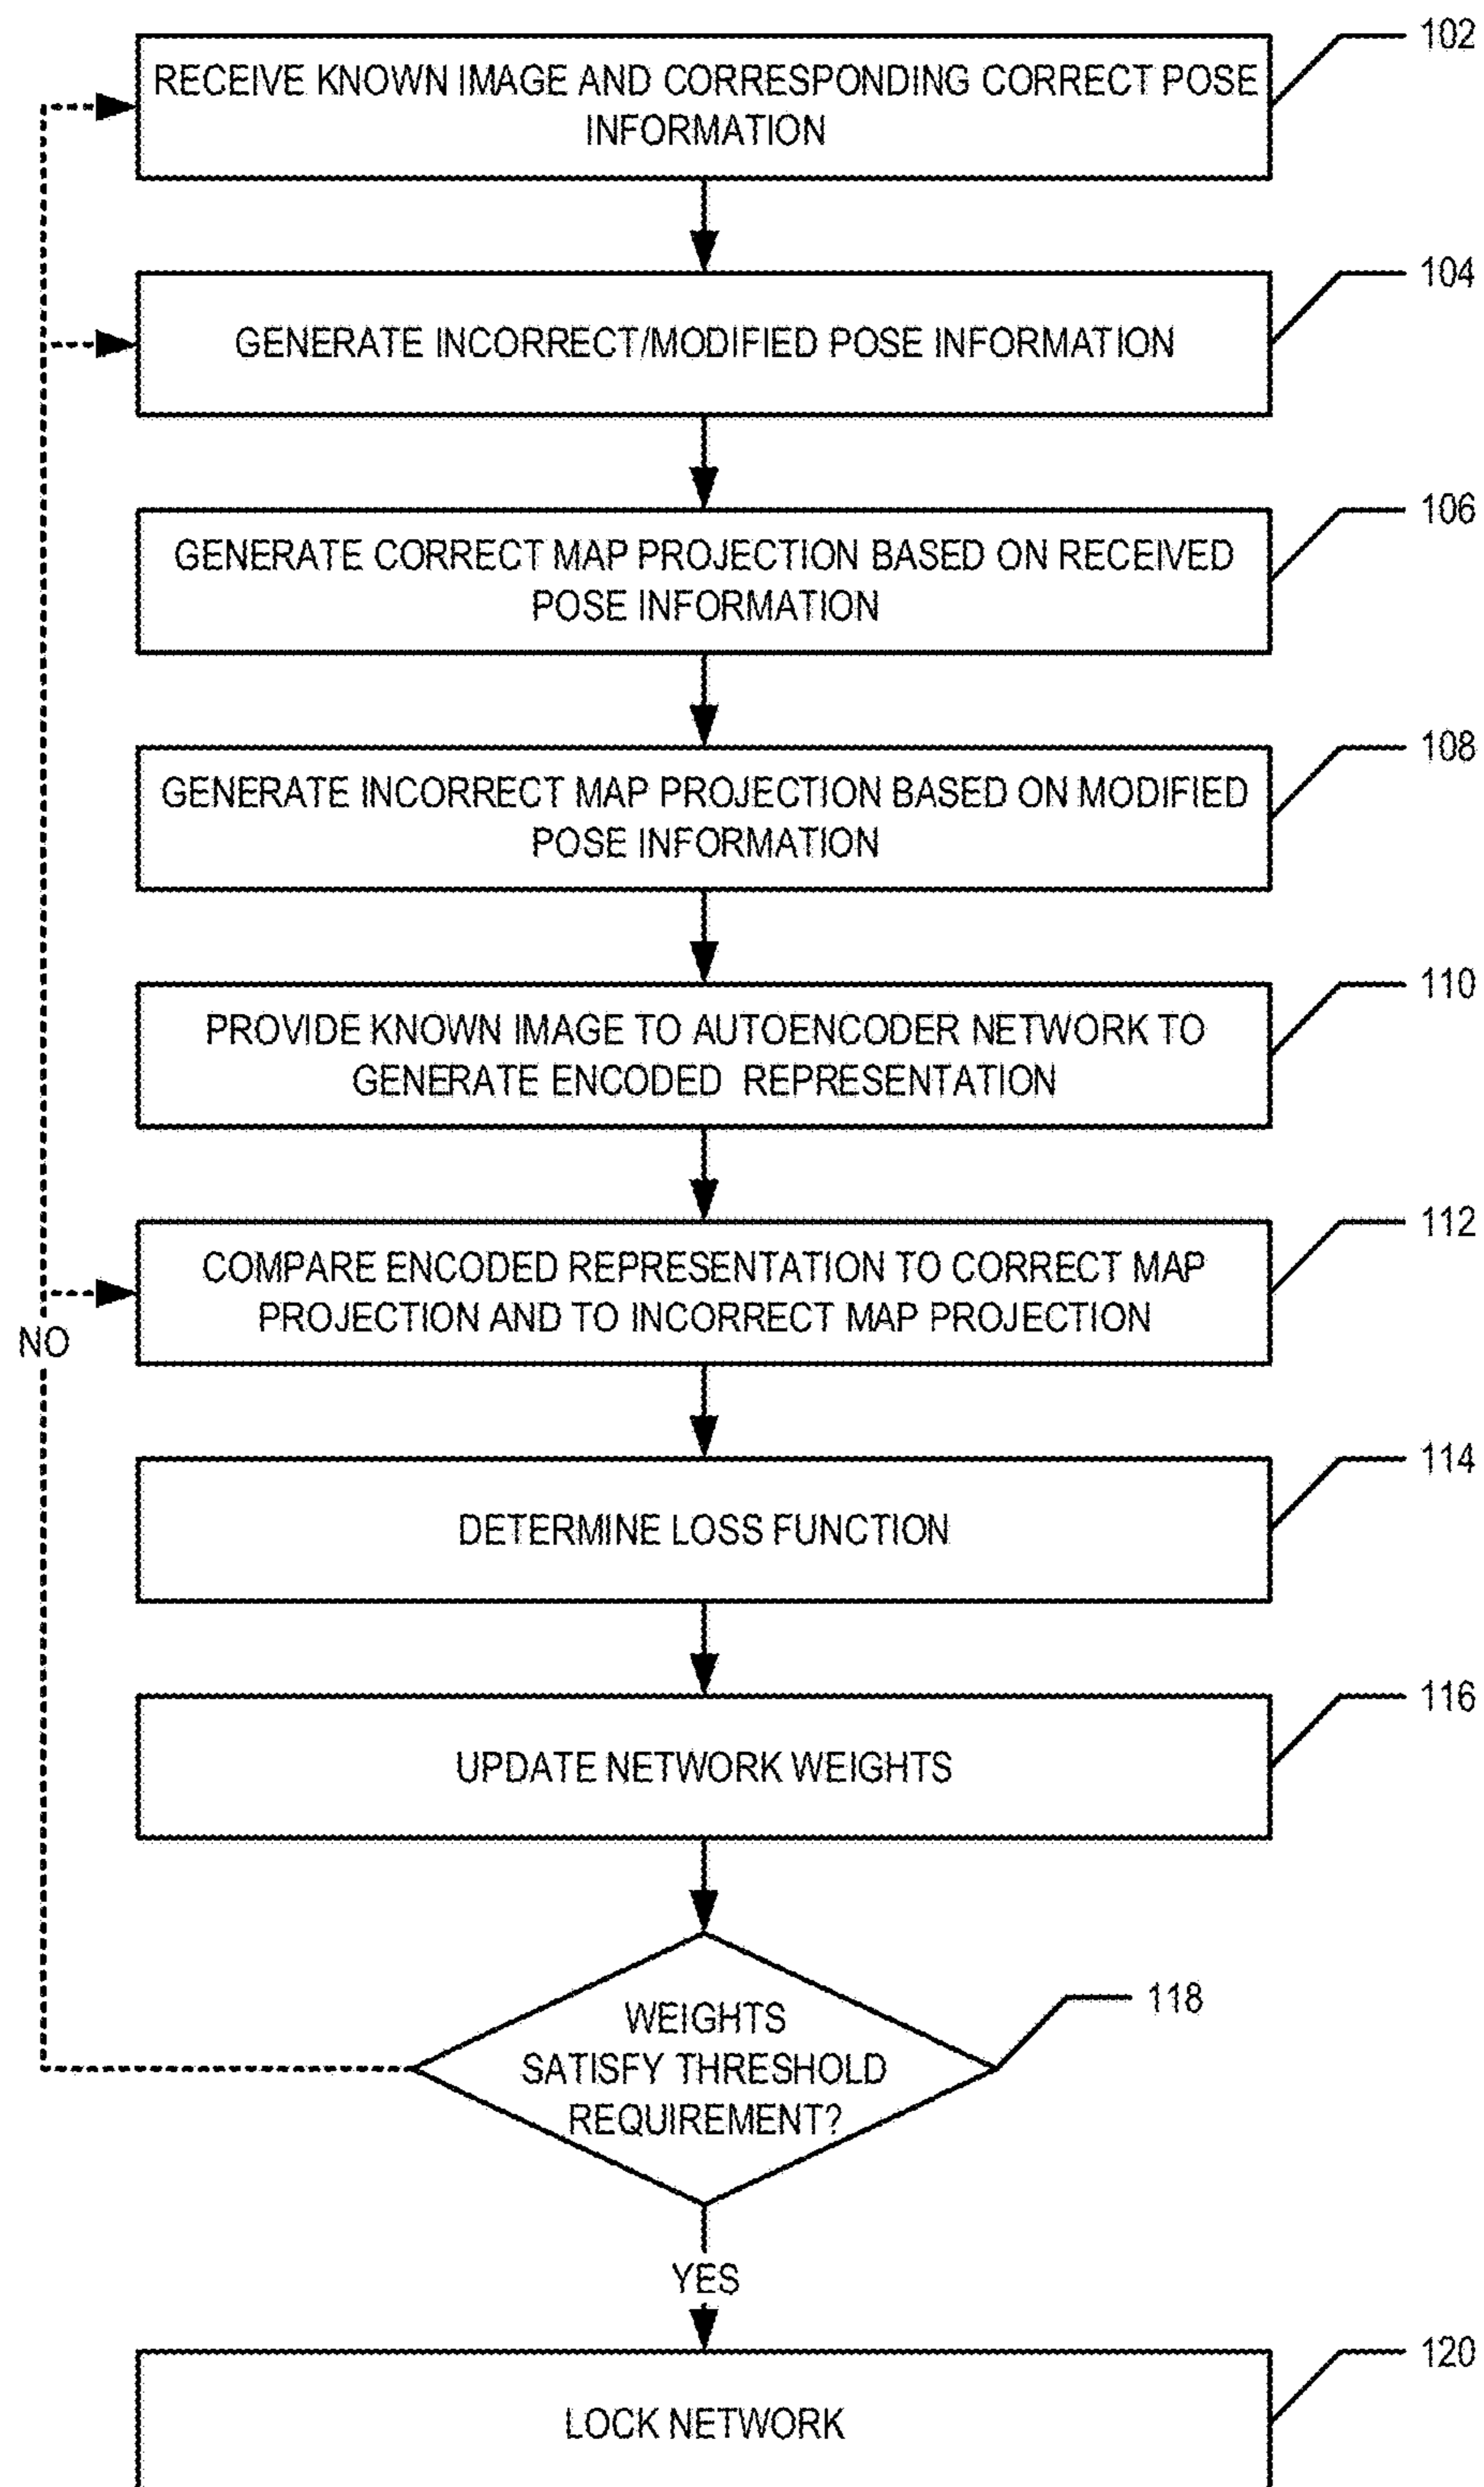 102
RECEIVE KNOWN IMAGE AND CORRESPONDING CORRECT POSE
INFORMATION
104
GENERATE INCORRECT/MODIFIED POSE INFORMATION
106
GENERATE CORRECT MAP PROJECTION BASED ON RECEIVED
POSE INFORMATION
108
GENERATE INCORRECT MAP PROJECTION BASED ON MODIFIED
POSE INFORMATION
110
PROVIDE KNOWN IMAGE TO AUTOENCODER NETWORK TO
GENERATE ENCODED REPRESENTATION
112
COMPARE ENCODED REPRESENTATION TO CORRECT MAP
PROJECTION AND TO INCORRECT MAP PROJECTION
NO
114
DETERMINE LOSS FUNCTION
116
UPDATE NETWORK WEIGHTS
118
WEIGHTS
SATISFY THRESHOLD
REQUIREMENT?
YES
120
LOCK NETWORK